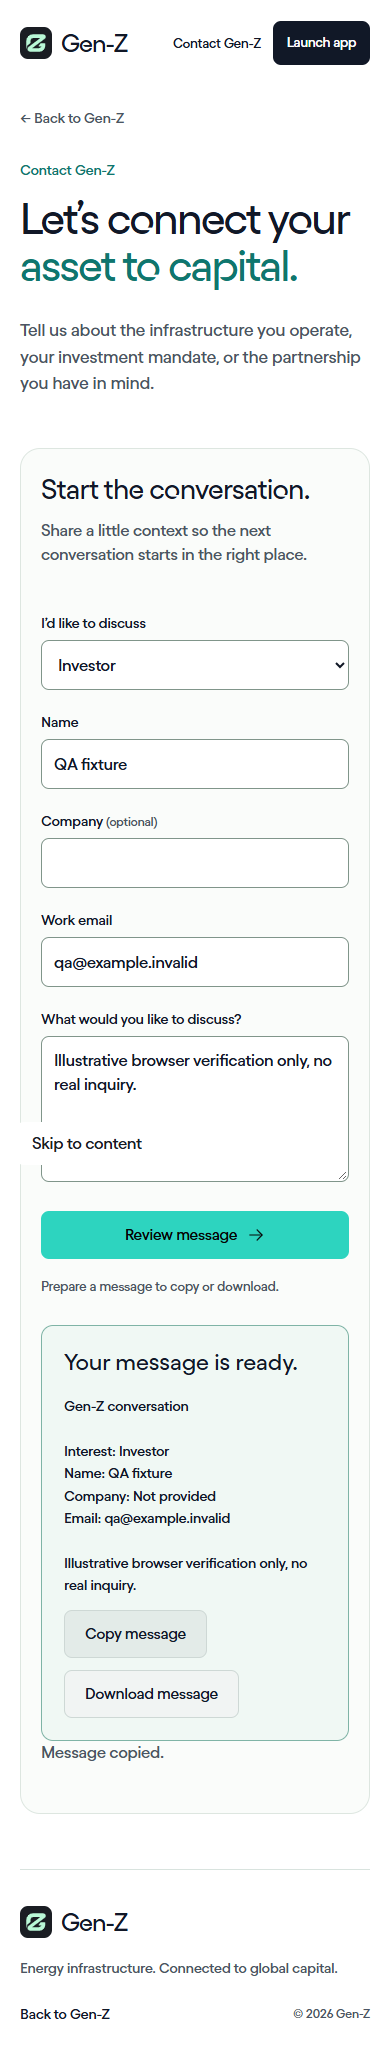 Gen-Z
Contact Gen-Z
Launch app
← Back to Gen-Z
Contact Gen-Z
Let’s connect your
asset to capital.
Tell us about the infrastructure you operate,
your investment mandate, or the partnership
you have in mind.
Start the conversation.
Share a little context so the next
conversation starts in the right place.
I’d like to discuss
Investor
Name
QA fixture
Company (optional)
Work email
qa@example.invalid
What would you like to discuss?
Illustrative browser verification only, no
real inquiry.
Skip to content
Review message →
Prepare a message to copy or download.
Your message is ready.
Gen-Z conversation
Interest: Investor
Name: QA fixture
Company: Not provided
Email: qa@example.invalid
Illustrative browser verification only, no
real inquiry.
Copy message
Download message
Message copied.
Gen-Z
Energy infrastructure. Connected to global capital.
Back to Gen-Z
© 2026 Gen-Z